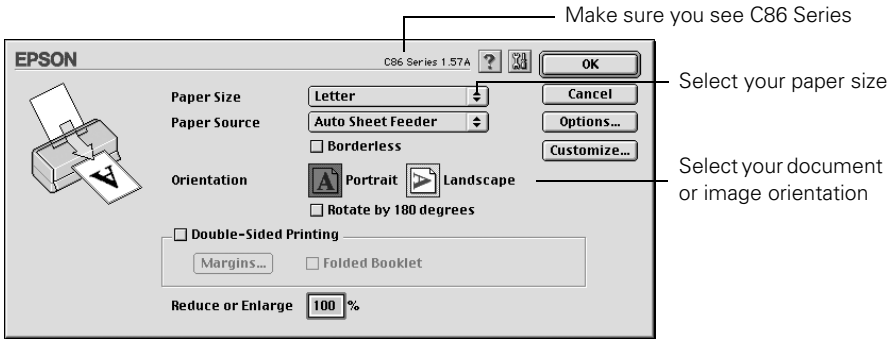 Make sure you see C86 Series
EPSON
C86 Series 1.57A
?
OK
Paper Size
Letter
Cancel
Select your paper size
Paper Source
Auto Sheet Feeder
Options...
Borderless
Customize...
Orientation
A Portrait A Landscape
Select your document
or image orientation
Rotate by 180 degrees
A
Double-Sided Printing
Margins...
Folded Booklet
Reduce or Enlarge
100 %